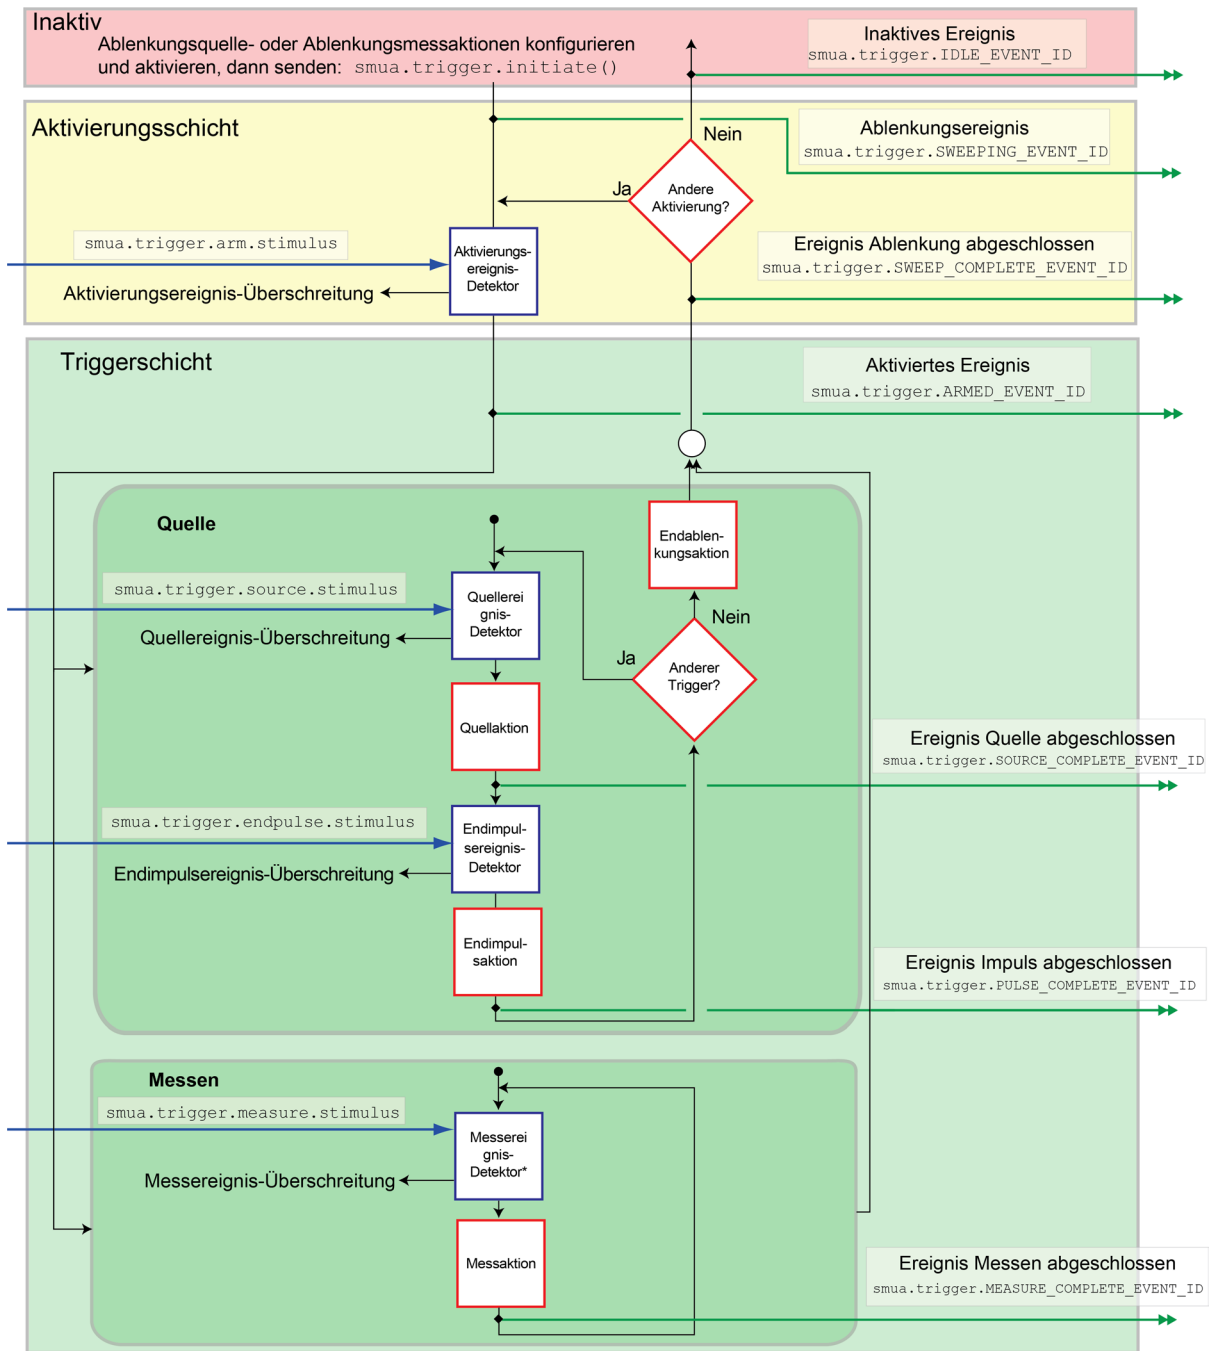 Inaktiv
Ablenkungsquelle- oder Ablenkungsmessaktionen konfigurieren
und aktivieren, dann senden: smua.trigger.initiate()
Inaktives Ereignis
smua.trigger.IDLE_EVENT_ID
Aktivierungsschicht
Nein
Ablenkungsereignis
smua.trigger.SWEEPING_EVENT_ID
Ja
Andere
Aktivierung?
smua.trigger.arm.stimulus
Aktivierungs-
ereignis-
Detektor
Ereignis Ablenkung abgeschlossen
smua.trigger.SWEEP_COMPLETE_EVENT_ID
Aktivierungsereignis-Überschreitung
Triggerschicht
Aktiviertes Ereignis
smua.trigger.ARMED_EVENT_ID
Quelle
Endablen-
kungsaktion
smua.trigger.source.stimulus
Quellerei
gnis-
Detektor
Nein
Quellereignis-Überschreitung
Ja
Anderer
Trigger?
Quellaktion
Ereignis Quelle abgeschlossen
smua.trigger.SOURCE_COMPLETE_EVENT_ID
smua.trigger.endpulse.stimulus
Endimpul-
sereignis-
Detektor
Endimpulsereignis-Überschreitung
Endimpul-
saktion
Ereignis Impuls abgeschlossen
smua.trigger.PULSE_COMPLETE_EVENT_ID
Messen
smua.trigger.measure.stimulus
Messerei
gnis-
Detektor*
Messereignis-Überschreitung
Messaktion
Ereignis Messen abgeschlossen
smua.trigger.MEASURE_COMPLETE_EVENT_ID